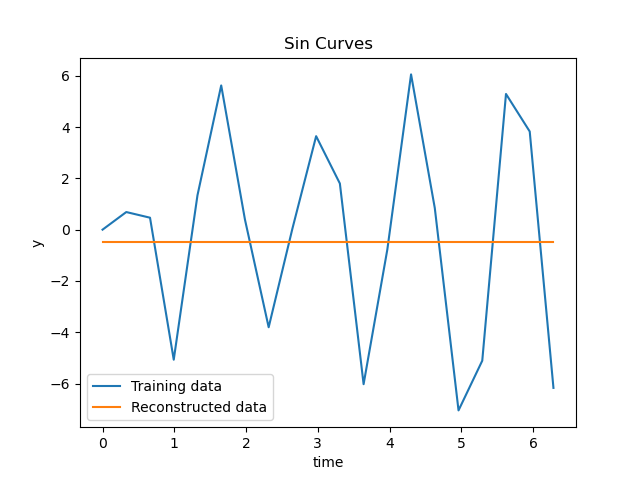 Sin Curves
6
4
2
0
−2
−4
−6
y
Training data
Reconstructed data
0 1 2 3 4 5 6
time